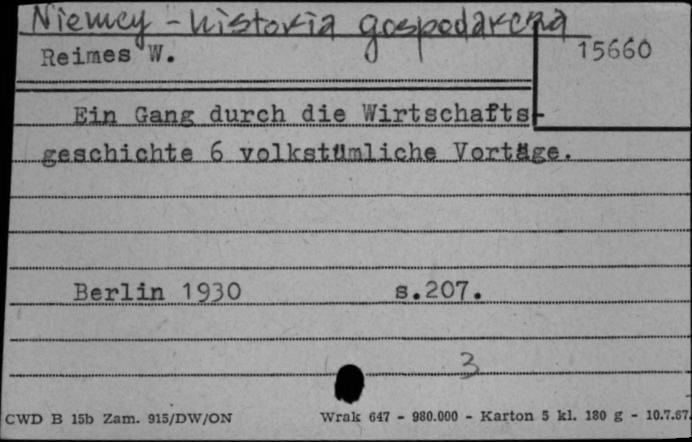 Niemcy - historia gospodarcza
Reimes W.
15660
Ein Gang durch die Wirtschafts-
geschichte 6 volkstümliche Vortäge.
Berlin 1930 s.207.
3
CWD B 15b Zam. 915/DW/ON Wrak 647 - 980.000 - Karton 5 kl. 180 g - 10.7.67.